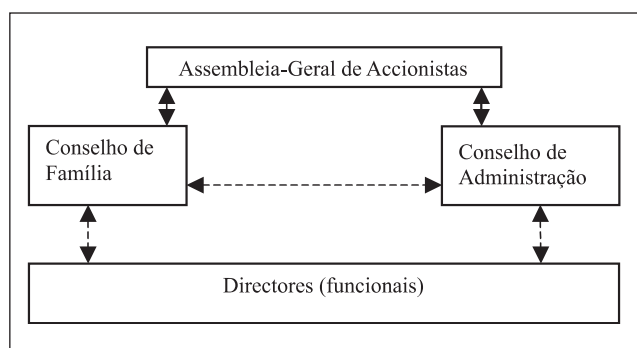 Assembleia-Geral de Accionistas
Conselho de
Família
Conselho de
Administração
Directores (funcionais)